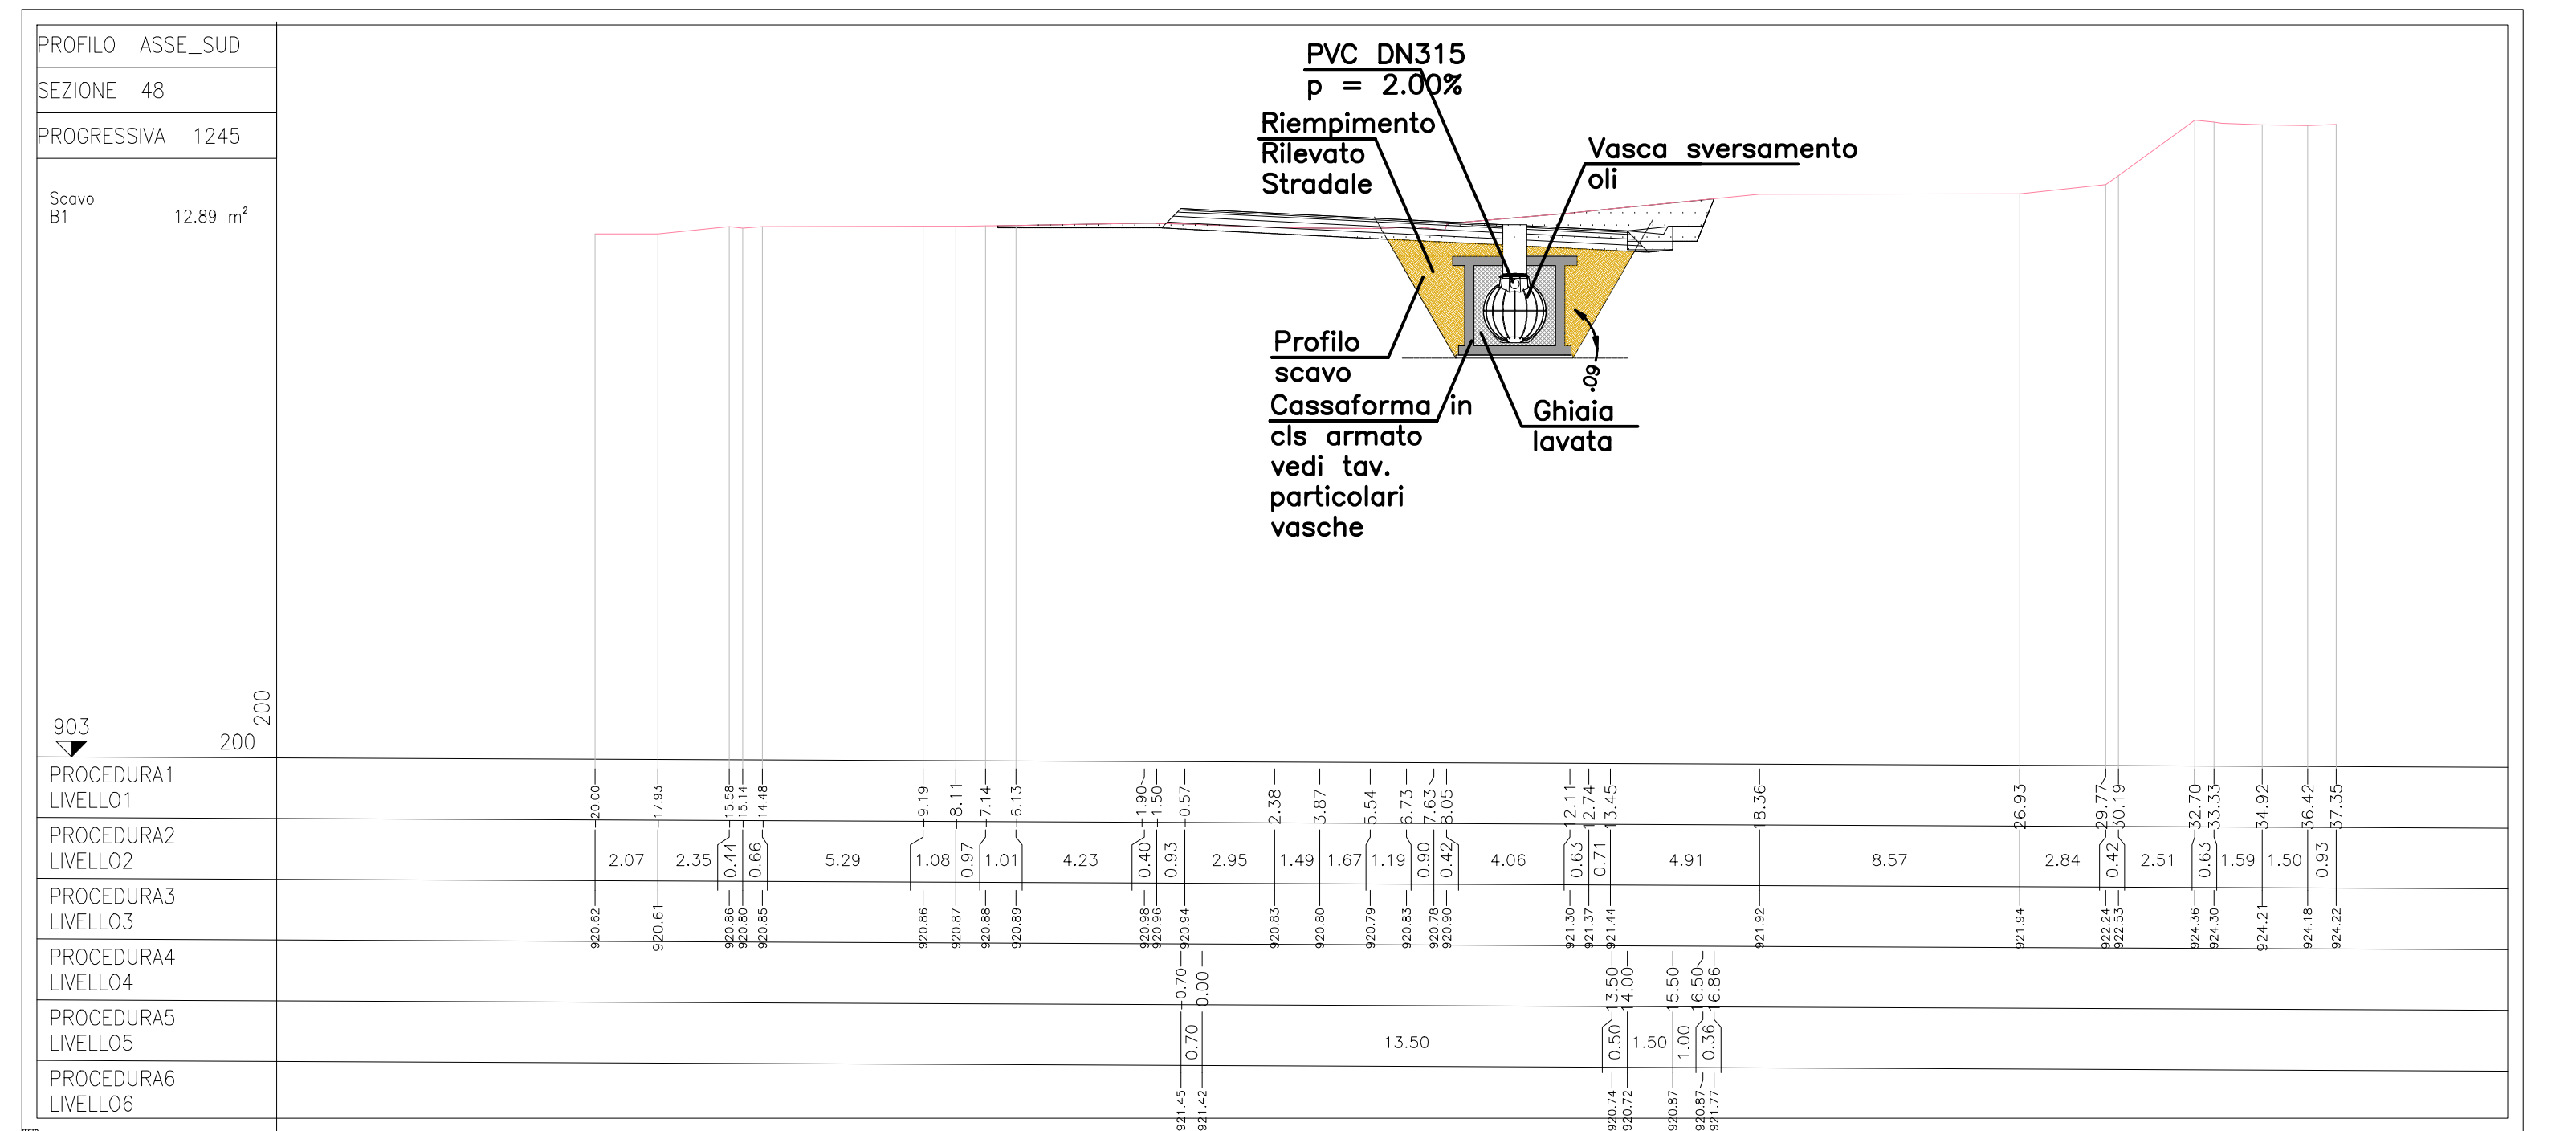 PROFILO ASSE_SUD
SEZIONE 48
PROGRESSIVA 1245
Scavo
B1 12.89 m²
PVC DN315
p = 2.00%
Riempimento
Rilevato
Stradale
Vasca sversamento
oli
Profilo
scavo
Cassaforma in
cls armato
vedi tav.
particolari
vasche
Ghiaia
lavata
60°
200
903
200
PROCEDURA1
LIVELLO1
-20.00 -17.93 -15.58 -15.14 -14.48 -9.19 -8.11 -7.14 -6.13 -1.90 -1.50 -0.57 2.38 3.87 5.54 6.73 7.63 8.05 12.11 12.74 13.45 18.36 26.93 29.77 30.19 32.70 33.33 34.92 36.42 37.35
PROCEDURA2
LIVELLO2
2.07 2.35 0.44 0.66 5.29 1.08 0.97 1.01 4.23 0.40 0.93 2.95 1.49 1.67 1.19 0.90 0.42 4.06 0.63 0.71 4.91 8.57 2.84 0.42 2.51 0.63 1.59 1.50 0.93
PROCEDURA3
LIVELLO3
920.62 920.61 920.86 920.80 920.85 920.86 920.87 920.88 920.89 920.98 920.96 920.94 920.83 920.80 920.79 920.83 920.78 920.90 921.30 921.37 921.44 921.92 921.94 922.24 922.53 924.36 924.30 924.21 924.18 924.22
PROCEDURA4
LIVELLO4
-0.70 0.00 13.50 14.00 15.50 16.50 16.86
PROCEDURA5
LIVELLO5
0.70 13.50 0.50 1.50 1.00 0.36
PROCEDURA6
LIVELLO6
921.45 921.42 920.74 920.72 920.87 920.87 921.77